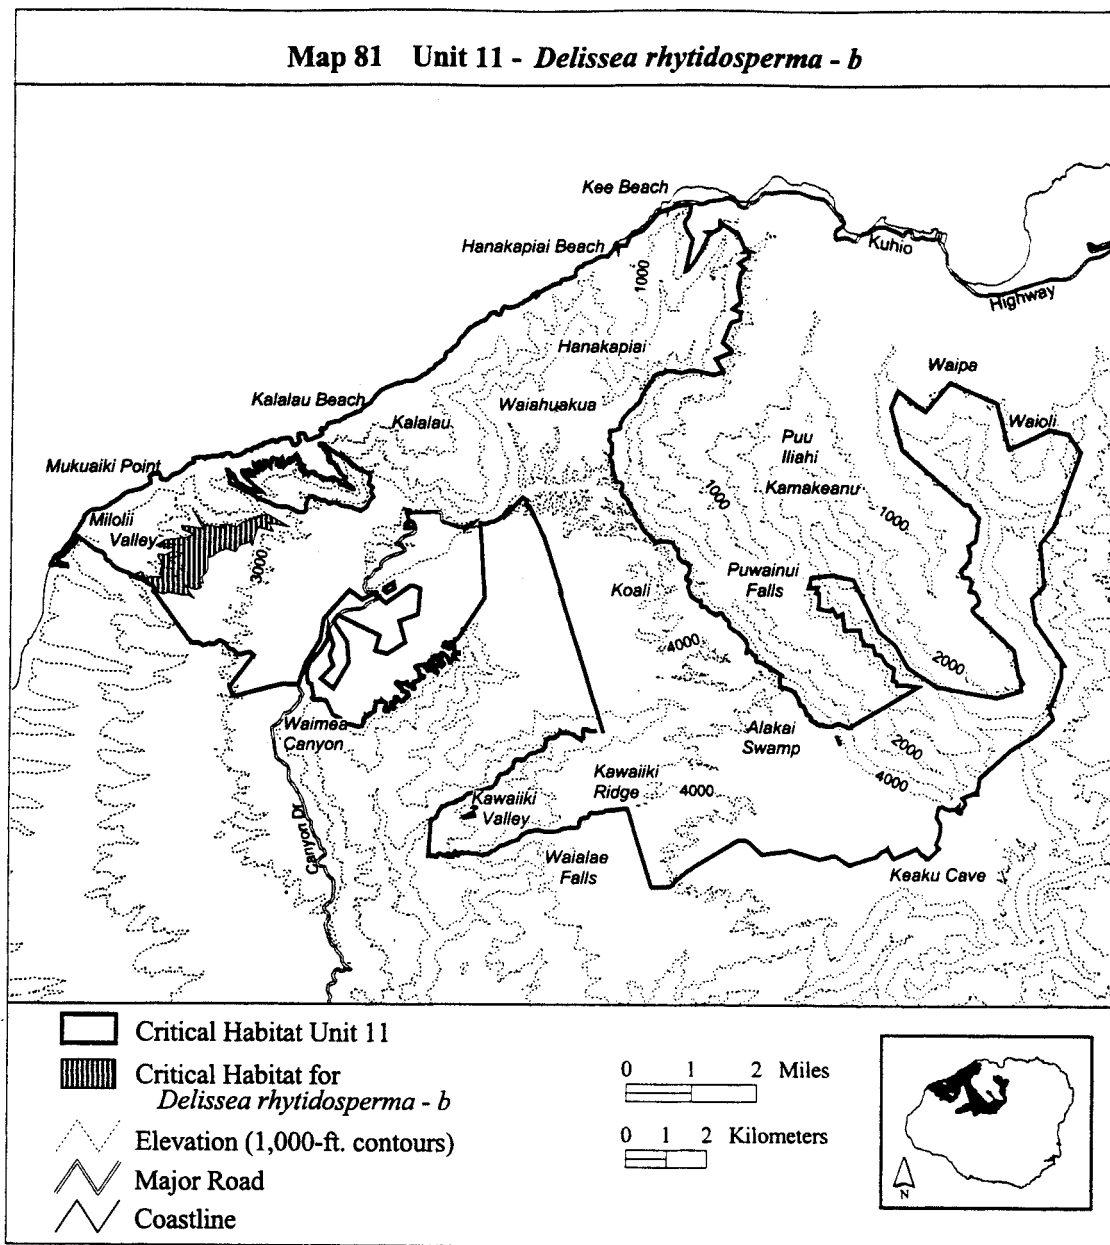 Map 81 Unit 11 - Delissea rhytidosperma - b
Kee Beach
Hanakapiai Beach
Kuhio
Highway
1000
Hanakapiai
Waipa
Kalalau Beach
Waiahuakua
Kalalau
Waioli
Puu
Iliahi
Mukuaiki Point
Kamakeanu
1000
1000
Milolii
Valley
3000
Puwainui
Falls
Koali
4000
2000
Waimea
Canyon
Alakai
Swamp
2000
4000
Kawaiiki
Ridge
4000
Kawaiiki
Valley
Canyon Dr
Waialae
Falls
Keaku Cave
Critical Habitat Unit 11
Critical Habitat for
Delissea rhytidosperma - b
Elevation (1,000-ft. contours)
Major Road
Coastline
0 1 2 Miles
0 1 2 Kilometers
N